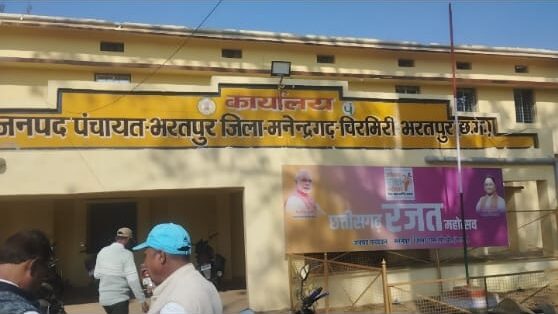 कार्यालय
जनपद पंचायत-भरतपुर जिला-मनेन्द्रगढ़-चिरमिरी भरतपुर छ.ग.
छत्तीसगढ़ रजत महोत्सव